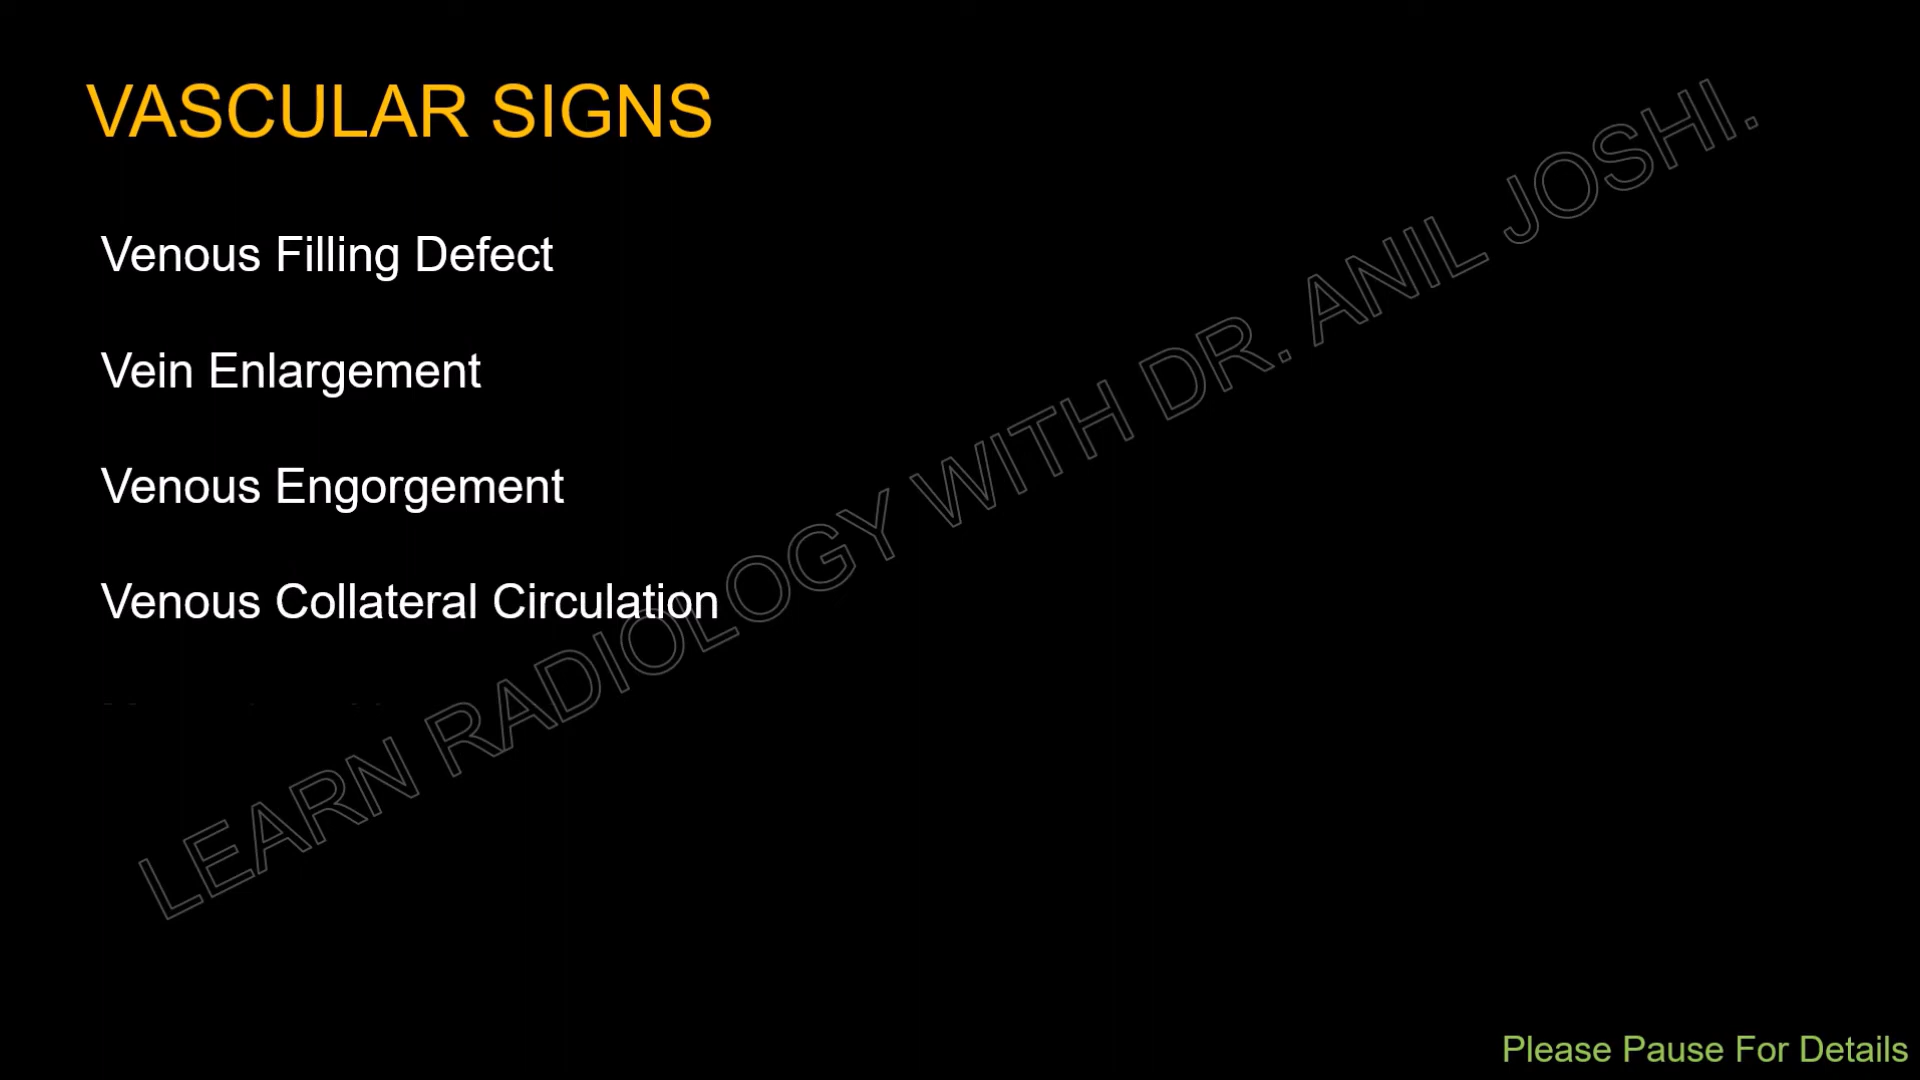 VASCULAR SIGNS
Venous Filling Defect
Vein Enlargement
Venous Engorgement
Venous Collateral Circulation
LEARN RADIOLOGY WITH DR. ANIL JOSHI.
Please Pause For Details